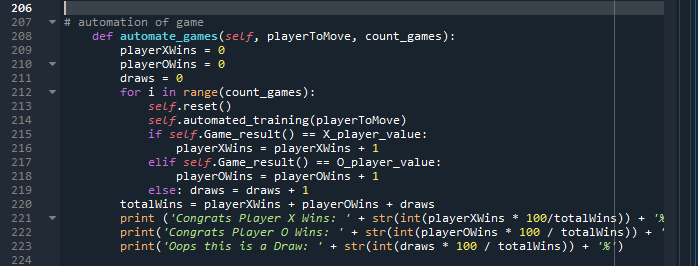 206
207 # automation of game
208 def automate_games(self, playerToMove, count_games):
209 playerXWins = 0
210 playerOWins = 0
211 draws = 0
212 for i in range(count_games):
213 self.reset()
214 self.automated_training(playerToMove)
215 if self.Game_result() == X_player_value:
216 playerXWins = playerXWins + 1
217 elif self.Game_result() == O_player_value:
218 playerOWins = playerOWins + 1
219 else: draws = draws + 1
220 totalWins = playerXWins + playerOWins + draws
221 print ('Congrats Player X Wins: ' + str(int(playerXWins * 100/totalWins)) + '%
222 print('Congrats Player O Wins: ' + str(int(playerOWins * 100 / totalWins)) + '
223 print('Oops this is a Draw: ' + str(int(draws * 100 / totalWins)) + '%')
224